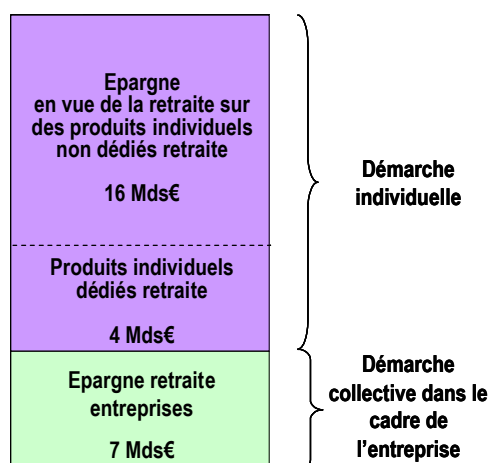 Epargne
en vue de la retraite sur
des produits individuels
non dédiés retraite
16 Mds€
Démarche
individuelle
Produits individuels
dédiés retraite
4 Mds€
Epargne retraite
entreprises
7 Mds€
Démarche
collective dans le
cadre de
l'entreprise